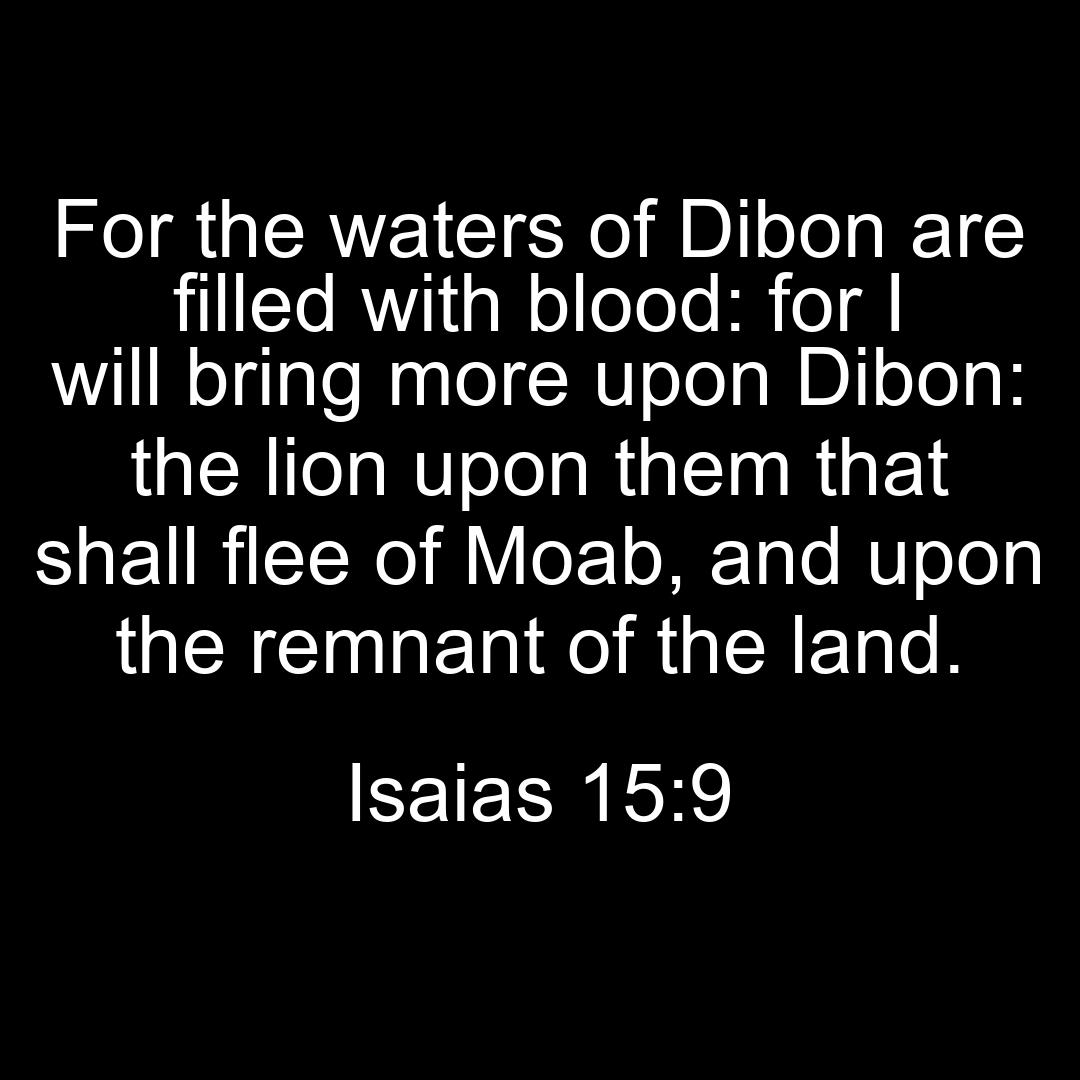 For the waters of Dibon are
filled with blood: for I
will bring more upon Dibon:
the lion upon them that
shall flee of Moab, and upon
the remnant of the land.
Isaias 15:9